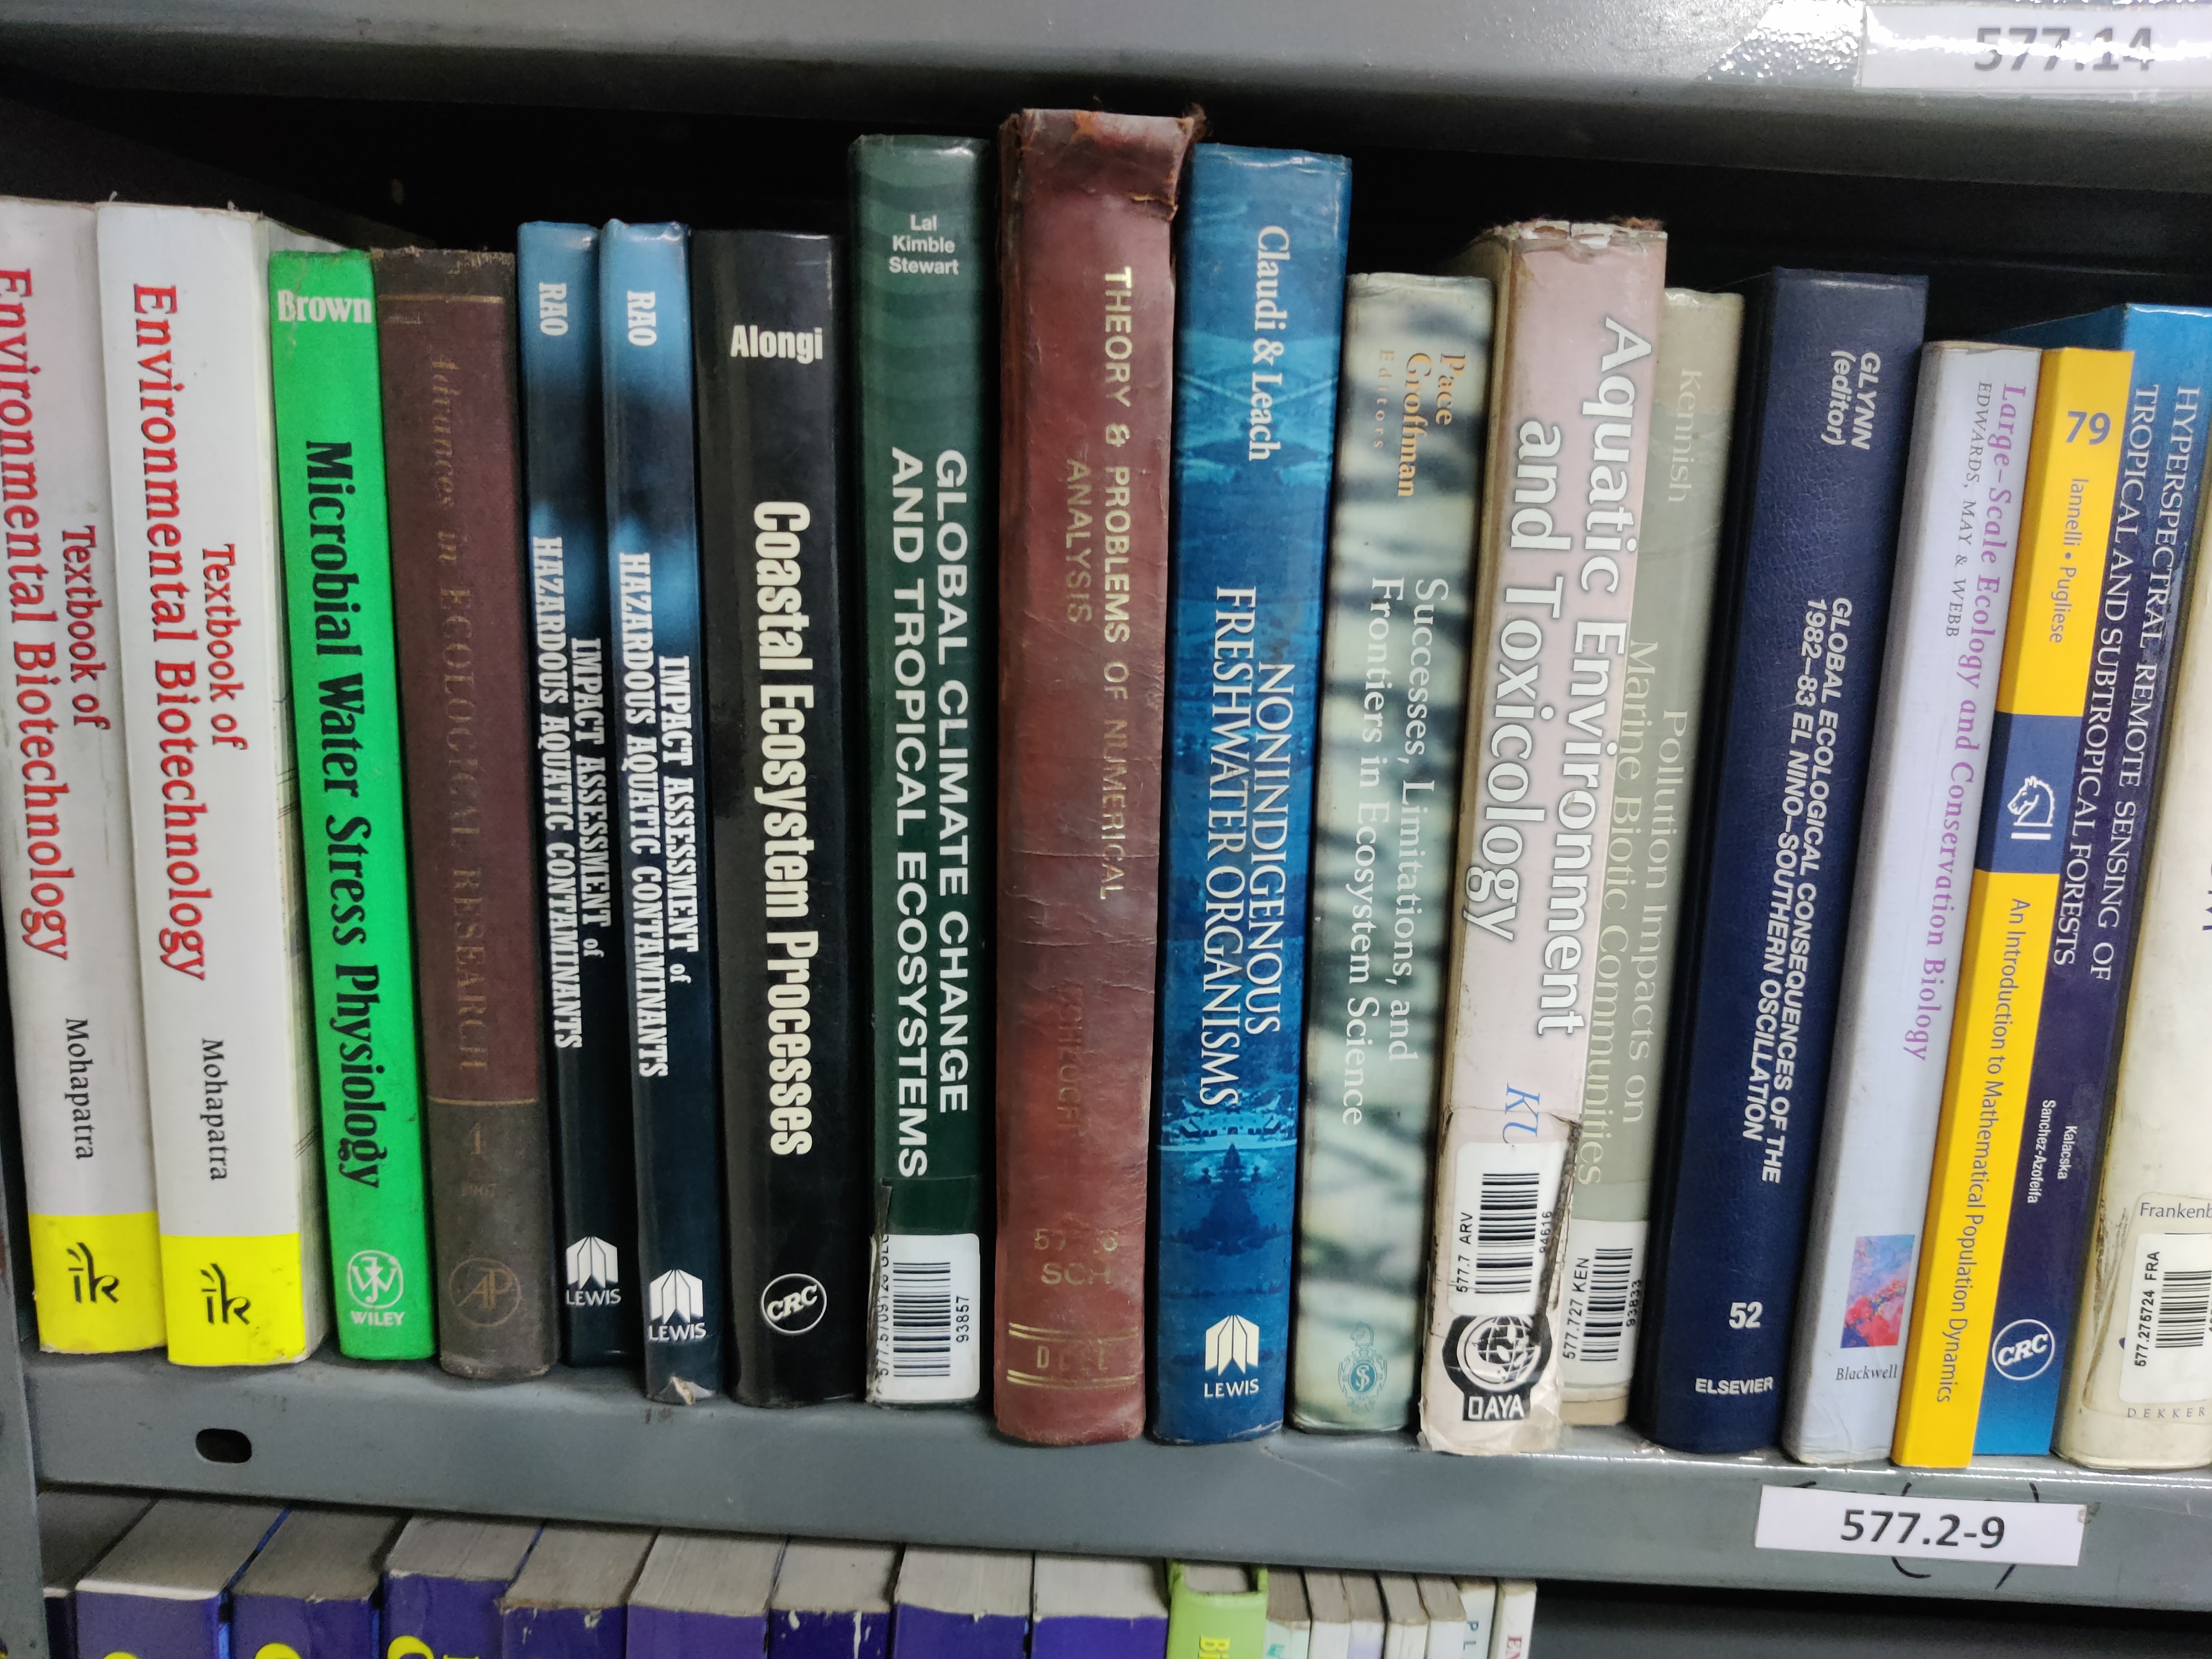 577.14
Textbook of
Environmental Biotechnology
Mohapatra
Textbook of
Environmental Biotechnology
Mohapatra
Brown
Microbial Water Stress Physiology
WILEY
Advances in ECOLOGICAL RESEARCH
4
1967
AP
RAO
IMPACT ASSESSMENT of
HAZARDOUS AQUATIC CONTAMINANTS
LEWIS
RAO
IMPACT ASSESSMENT of
HAZARDOUS AQUATIC CONTAMINANTS
LEWIS
Alongi
Coastal Ecosystem Processes
CRC
Lal
Kimble
Stewart
GLOBAL CLIMATE CHANGE
AND TROPICAL ECOSYSTEMS
93857
THEORY & PROBLEMS OF NUMERICAL
ANALYSIS
SCH
Claudi & Leach
NONINDIGENOUS
FRESHWATER ORGANISMS
LEWIS
Pace
Groffman
Editors
Successes, Limitations, and
Frontiers in Ecosystem Science
Aquatic Environment
and Toxicology
577.7 ARV
94616
DAYA
Kennish
Pollution Impacts on
Marine Biotic Communities
577.727 KEN
93833
GLYNN
(editor)
GLOBAL ECOLOGICAL CONSEQUENCES OF THE
1982–83 EL NINO–SOUTHERN OSCILLATION
52
ELSEVIER
Large-Scale Ecology and Conservation Biology
EDWARDS, MAY & WEBB
Blackwell
79
Iannelli • Pugliese
An Introduction to Mathematical Population Dynamics
HYPERSPECTRAL REMOTE SENSING OF
TROPICAL AND SUBTROPICAL FORESTS
Kalacska
Sanchez-Azofeifa
CRC
577.275724 FRA
DEKKER
577.2-9